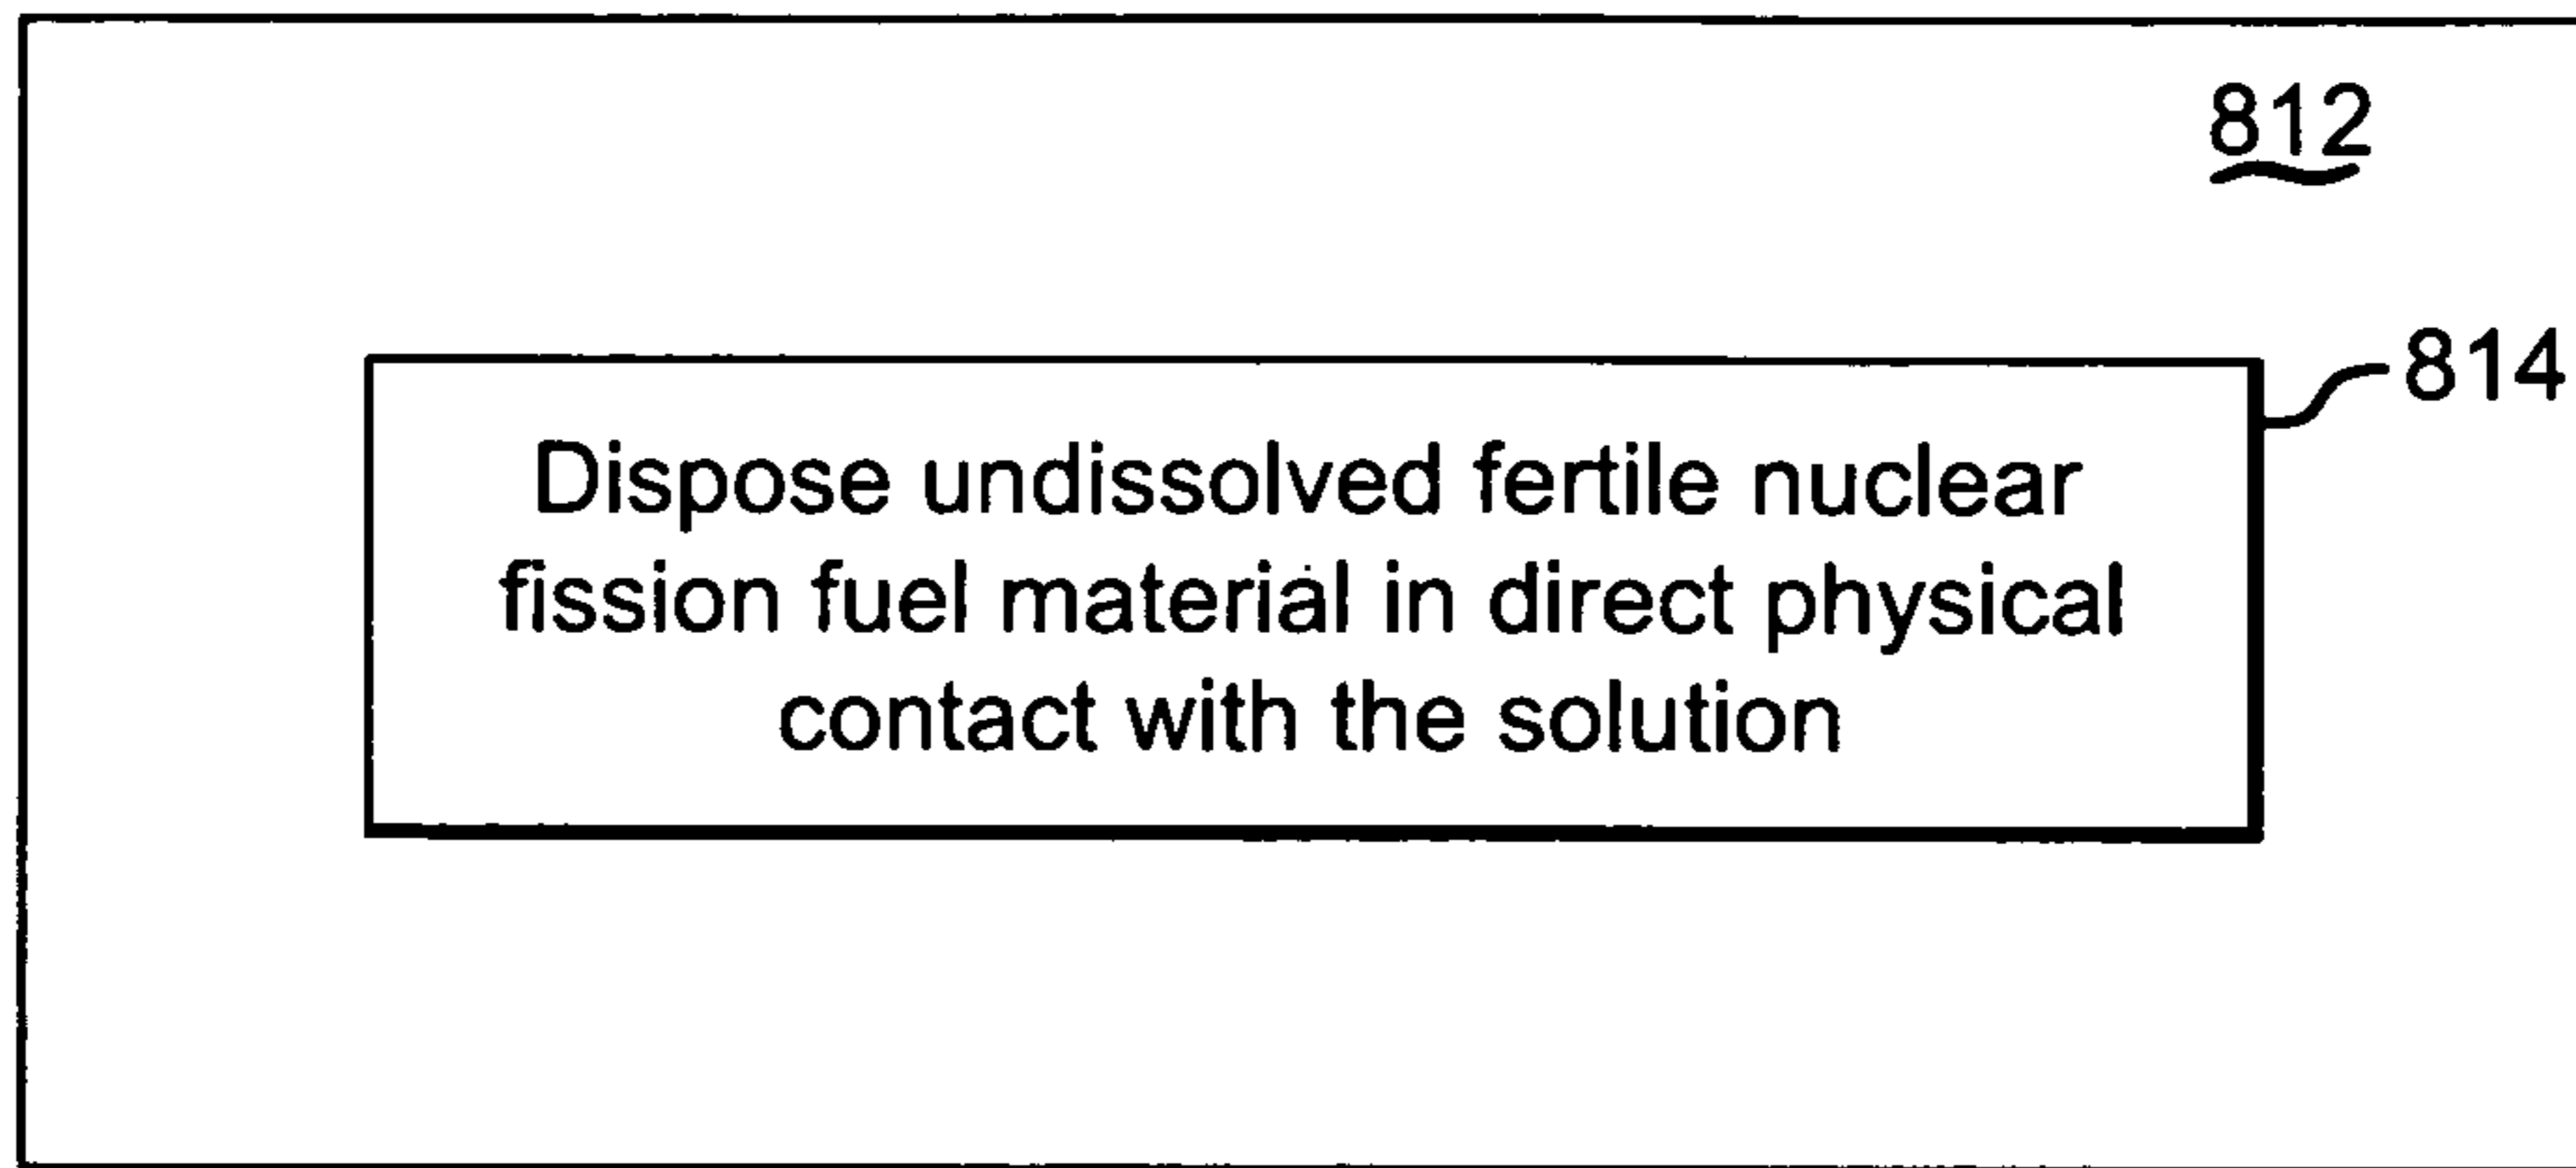 812
814
Dispose undissolved fertile nuclear
fission fuel material in direct physical
contact with the solution